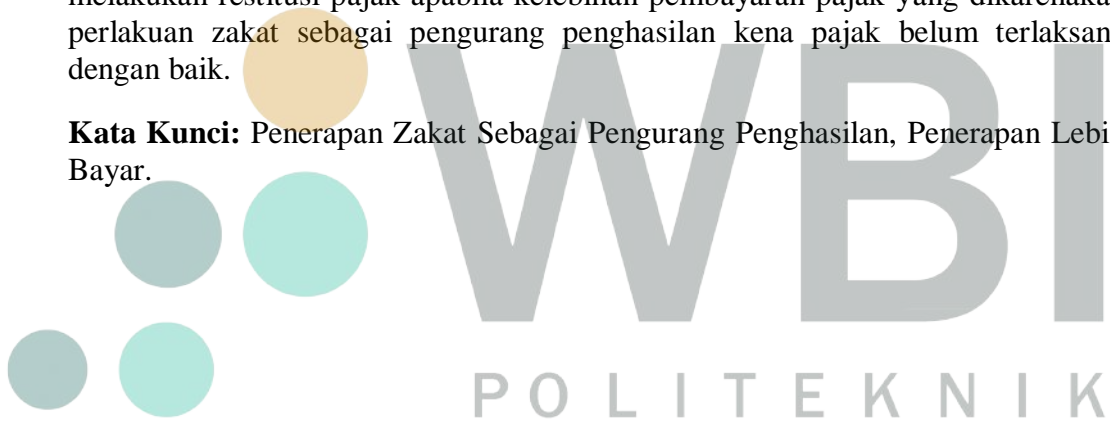 melakukan restitusi pajak apabila kelebihan pembayaran pajak yang dikarenaka
perlakuan zakat sebagai pengurang penghasilan kena pajak belum terlaksan
dengan baik.
Kata Kunci: Penerapan Zakat Sebagai Pengurang Penghasilan, Penerapan Lebi
Bayar.
WBI
POLITEKNIK